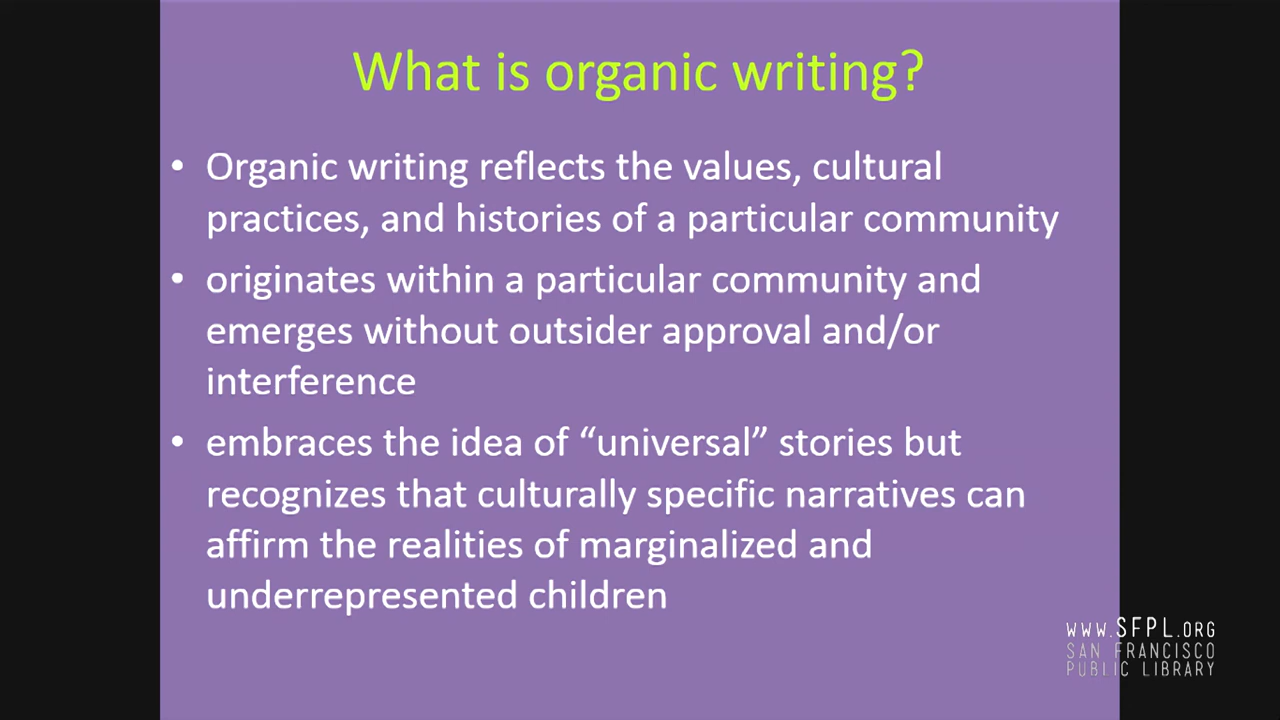 What is organic writing?
• Organic writing reflects the values, cultural
practices, and histories of a particular community
• originates within a particular community and
emerges without outsider approval and/or
interference
• embraces the idea of “universal” stories but
recognizes that culturally specific narratives can
affirm the realities of marginalized and
underrepresented children
WWW.SFPL.ORG
SAN FRANCISCO
PUBLIC LIBRARY